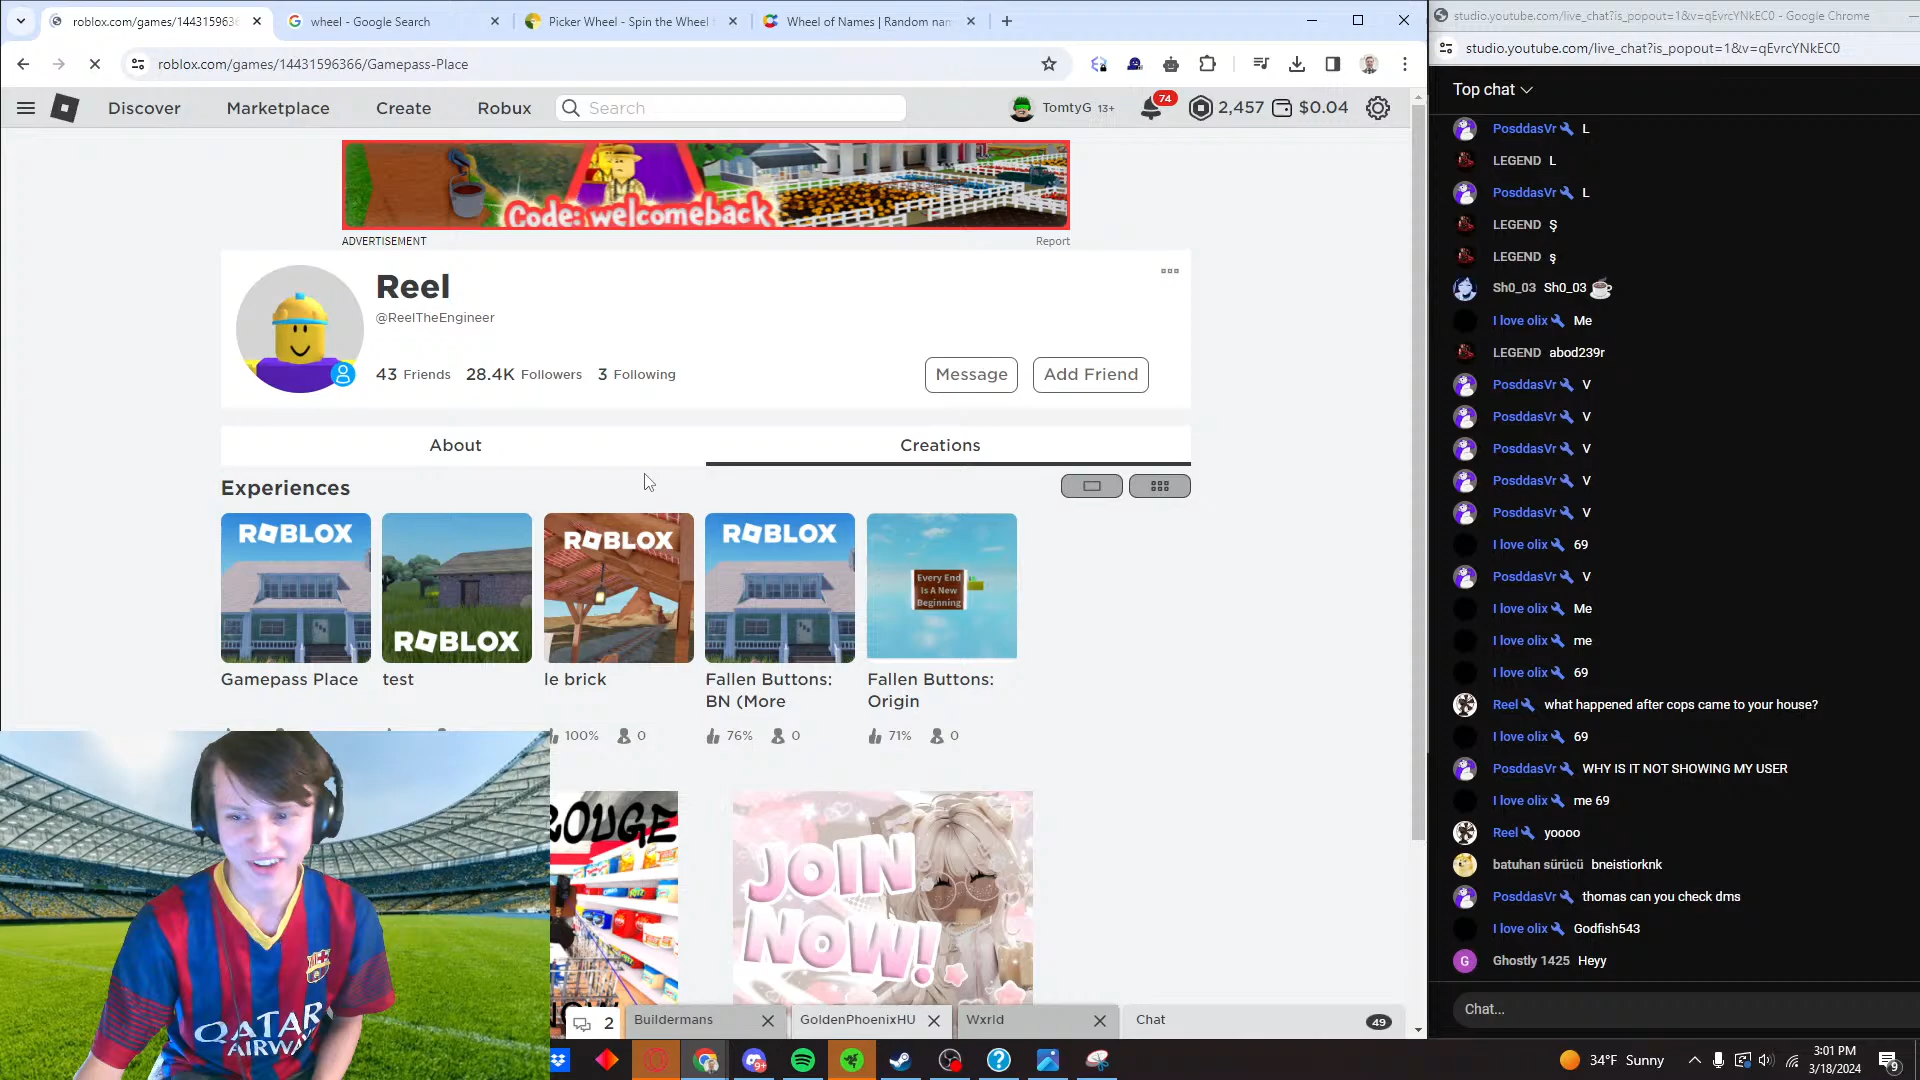 roblox.com/games/1443159636
wheel - Google Search
Picker Wheel - Spin the Wheel
Wheel of Names | Random nam
studio.youtube.com/live_chat?is_popout=1&v=qEvrcYNkEC0 - Google Chrome
roblox.com/games/14431596366/Gamepass-Place
studio.youtube.com/live_chat?is_popout=1&v=qEvrcYNkEC0
Discover
Marketplace
Create
Robux
Search
TomtyG 13+
74
2,457
$0.04
Code: welcomeback
ADVERTISEMENT
Report
Reel
@ReelTheEngineer
43 Friends
28.4K Followers
3 Following
Message
Add Friend
About
Creations
Experiences
ROBLOX
ROBLOX
ROBLOX
ROBLOX
Every End
Is A New
Beginning
Gamepass Place
test
le brick
Fallen Buttons:
BN (More
Fallen Buttons:
Origin
100%
0
76%
0
71%
0
ROUGE
JOIN
NOW!
QATAR
AIRWAY
2
Buildermans
GoldenPhoenixHU
Wxrld
Chat
49
Top chat
PosddasVr L
LEGEND L
PosddasVr L
LEGEND Ş
LEGEND ş
Sh0_03 Sh0_03
I love olix Me
LEGEND abod239r
PosddasVr V
PosddasVr V
PosddasVr V
PosddasVr V
PosddasVr V
I love olix 69
PosddasVr V
I love olix Me
I love olix me
I love olix 69
Reel what happened after cops came to your house?
I love olix 69
PosddasVr WHY IS IT NOT SHOWING MY USER
I love olix me 69
Reel yoooo
batuhan sürücü bneistiorknk
PosddasVr thomas can you check dms
I love olix Godfish543
G Ghostly 1425 Heyy
Chat...
9+
34°F Sunny
3:01 PM
3/18/2024
9